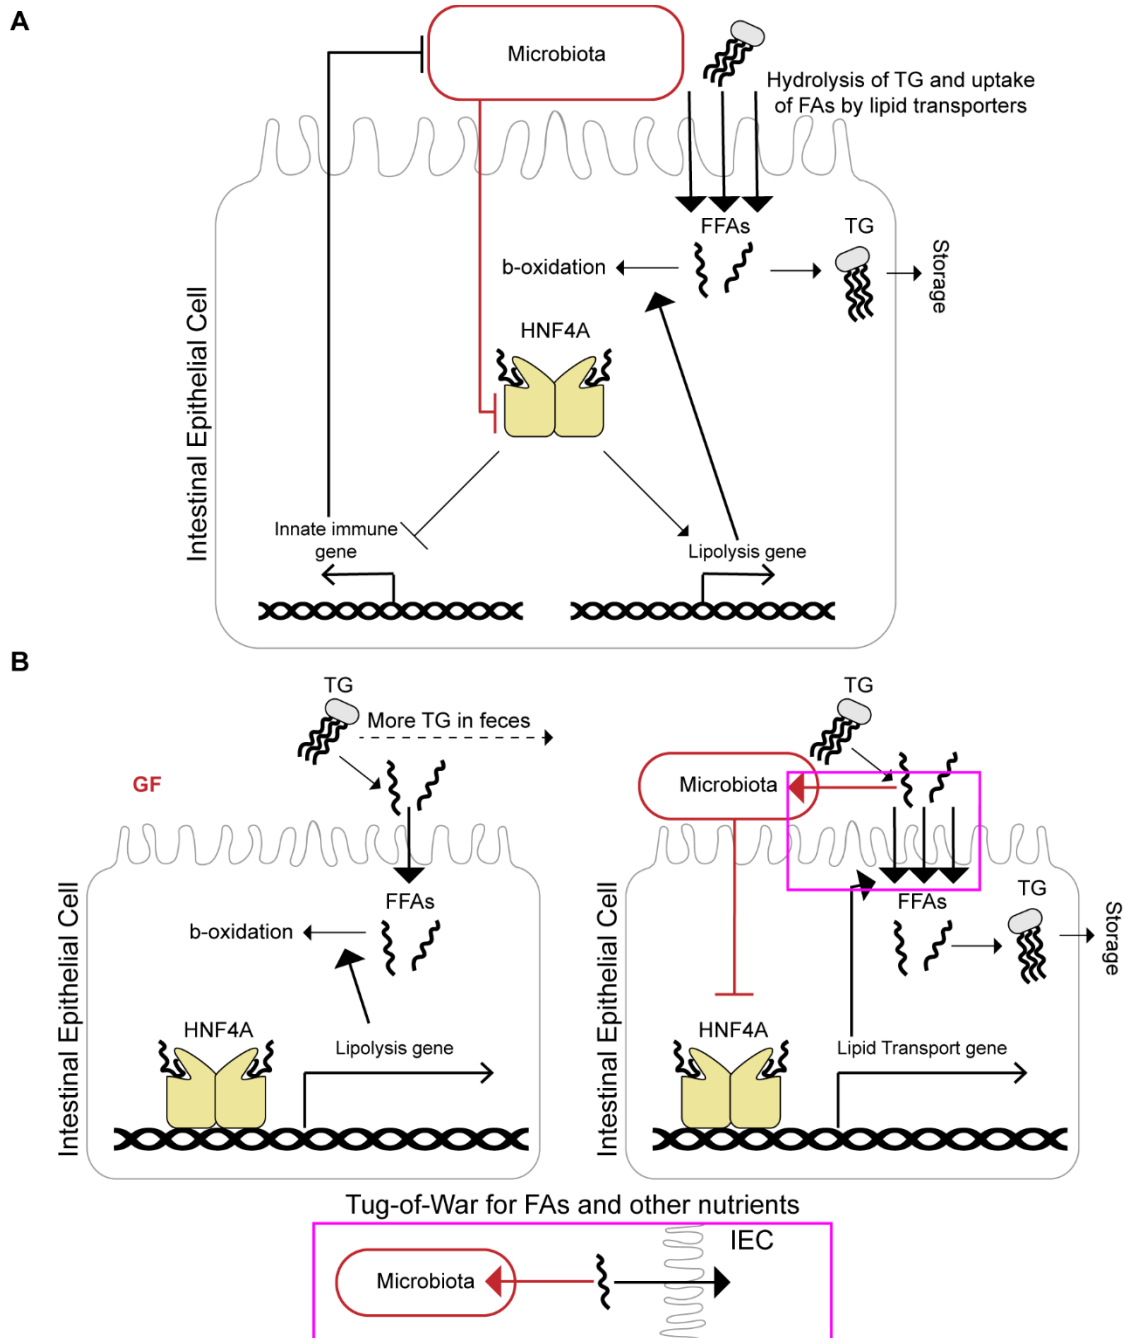 A
Microbiota
Hydrolysis of TG and uptake
of FAs by lipid transporters
FFAs
TG
b-oxidation
Storage
HNF4A
Intestinal Epithelial Cell
Innate immune
gene
Lipolysis gene
B
TG
More TG in feces
GF
FFAs
b-oxidation
HNF4A
Lipolysis gene
Intestinal Epithelial Cell
TG
Microbiota
FFAs
TG
Storage
HNF4A
Lipid Transport gene
Intestinal Epithelial Cell
Tug-of-War for FAs and other nutrients
IEC
Microbiota